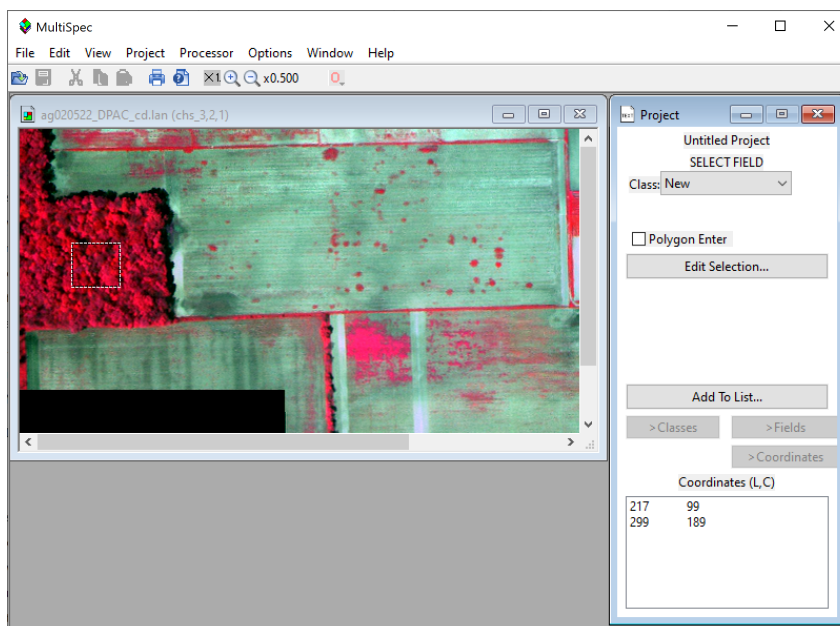 MultiSpec
File Edit View Project Processor Options Window Help
X1 x0.500
ag020522_DPAC_cd.lan (chs_3,2,1)
Project
Untitled Project
SELECT FIELD
Class: New
Polygon Enter
Edit Selection...
Add To List...
>Classes >Fields
>Coordinates
Coordinates (L,C)
217 99
299 189